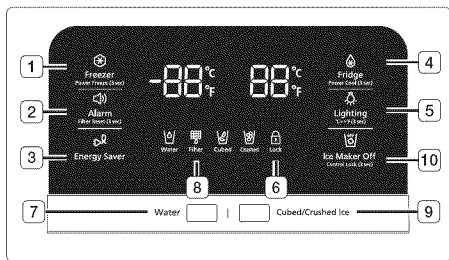 1
Freezer
Power Freeze (3 sec)
2
Alarm
Filter Reset (3 sec)
3
Energy Saver
-88 °C °F
88 °C °F
Water Filter Cubed Crushed Lock
8
6
4
Fridge
Power Cool (3 sec)
5
Lighting
°C↔°F (3 sec)
10
Ice Maker Off
Control Lock (3 sec)
7
Water | Cubed/Crushed Ice
9